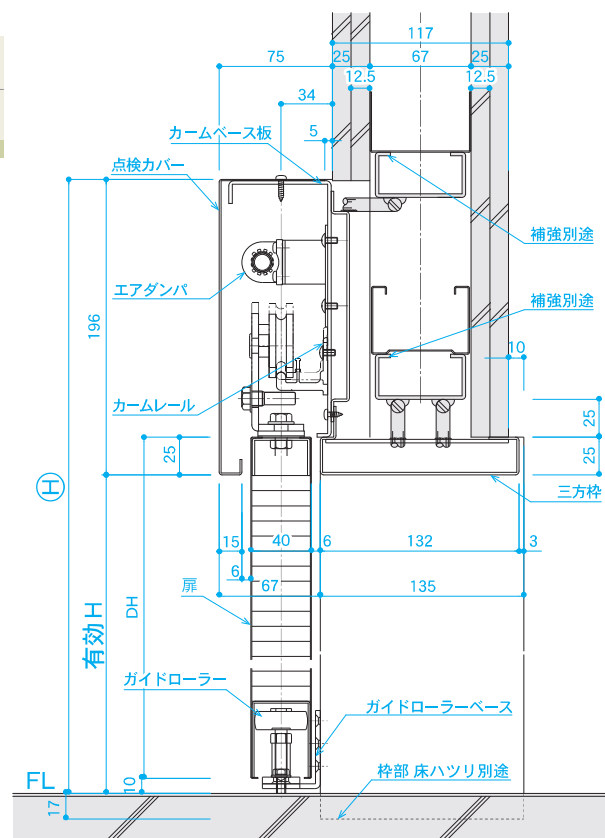 117
75
25
67
25
12.5
12.5
34
5
カームベース板
点検カバー
補強別途
エアダンパ
補強別途
196
10
カームレール
25
25
25
三方枠
H
15
40
6
132
3
6
67
135
扉
DH
有効H
ガイドローラー
ガイドローラーベース
FL
10
枠部 床ハツリ別途
17